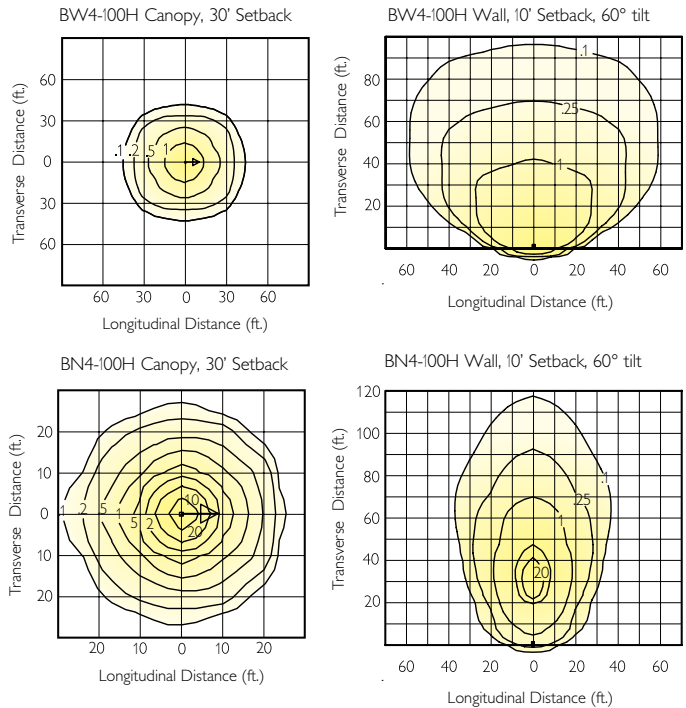 BW4-100H Canopy, 30' Setback
Transverse Distance (ft.)
60
30
0
30
60
.1 .2 .5 1
60 30 0 30 60
Longitudinal Distance (ft.)
BW4-100H Wall, 10' Setback, 60° tilt
Transverse Distance (ft.)
80
60
40
20
.1
.25
1
60 40 20 0 20 40 60
Longitudinal Distance (ft.)
BN4-100H Canopy, 30' Setback
Transverse Distance (ft.)
20
10
0
10
20
.1 .2 .5 1 5 2
10
20
20 10 0 10 20
Longitudinal Distance (ft.)
BN4-100H Wall, 10' Setback, 60° tilt
Transverse Distance (ft.)
120
100
80
60
40
20
.1
.25
1
20
60 40 20 0 20 40 60
Longitudinal Distance (ft.)